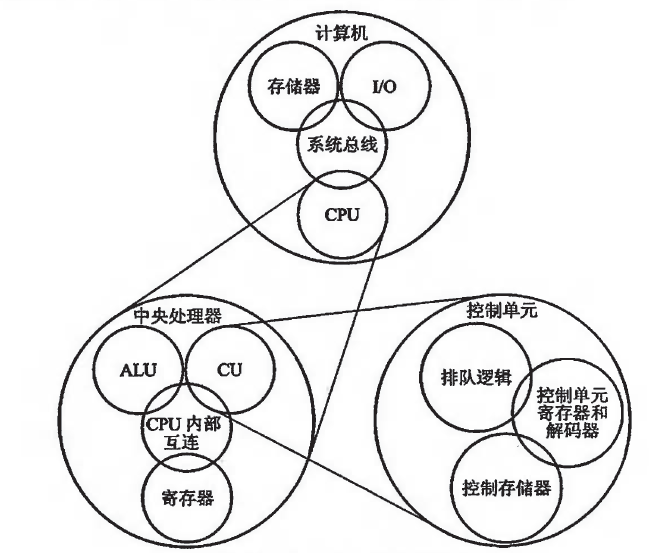 计算机
存储器
I/O
系统总线
CPU
中央处理器
ALU
CU
CPU 内部
互连
寄存器
控制单元
排队逻辑
控制单元
寄存器和
解码器
控制存储器